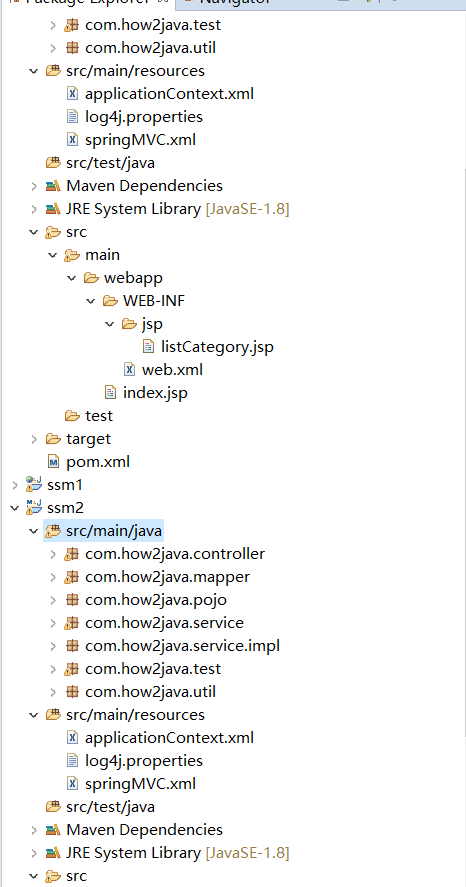 Package Explorer
Navigator
com.how2java.test
com.how2java.util
src/main/resources
applicationContext.xml
log4j.properties
springMVC.xml
src/test/java
Maven Dependencies
JRE System Library [JavaSE-1.8]
src
main
webapp
WEB-INF
jsp
listCategory.jsp
web.xml
index.jsp
test
target
pom.xml
ssm1
ssm2
src/main/java
com.how2java.controller
com.how2java.mapper
com.how2java.pojo
com.how2java.service
com.how2java.service.impl
com.how2java.test
com.how2java.util
src/main/resources
applicationContext.xml
log4j.properties
springMVC.xml
src/test/java
Maven Dependencies
JRE System Library [JavaSE-1.8]
src